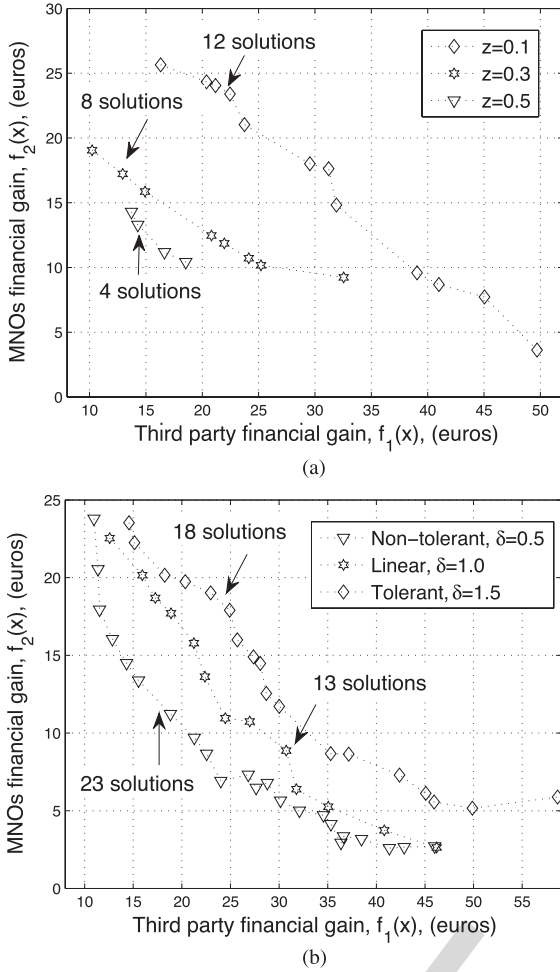 30
25
20
15
10
5
0
MNOs financial gain, f2(x), (euros)
12 solutions
8 solutions
4 solutions
z=0.1
z=0.3
z=0.5
10 15 20 25 30 35 40 45 50
Third party financial gain, f1(x), (euros)
(a)
25
20
15
10
5
0
MNOs financial gain, f2(x), (euros)
18 solutions
13 solutions
23 solutions
Non-tolerant, δ=0.5
Linear, δ=1.0
Tolerant, δ=1.5
10 15 20 25 30 35 40 45 50 55
Third party financial gain, f1(x), (euros)
(b)